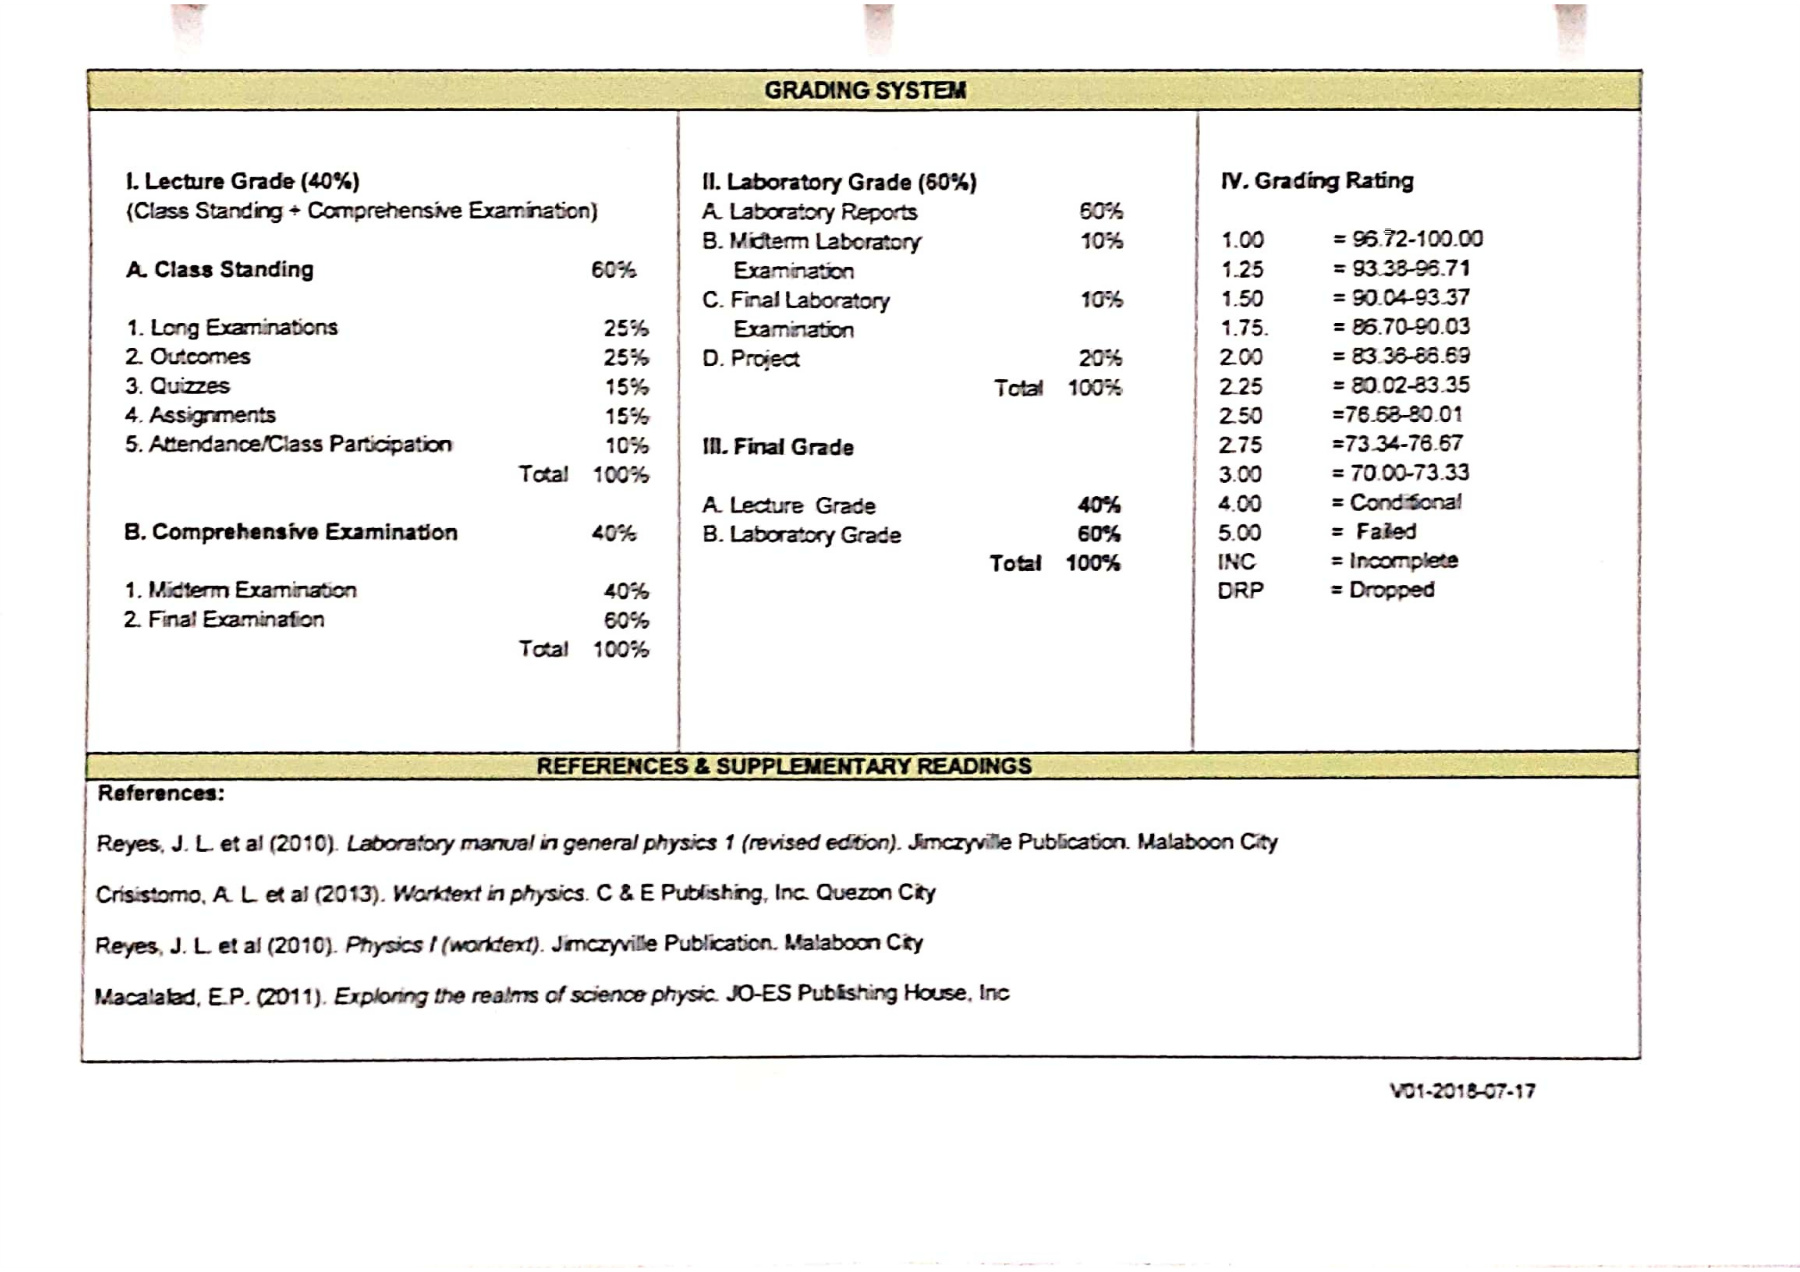 GRADING SYSTEM
I. Lecture Grade (40%)
(Class Standing + Comprehensive Examination)
A. Class Standing 60%
1. Long Examinations 25%
2. Outcomes 25%
3. Quizzes 15%
4. Assignments 15%
5. Attendance/Class Participation 10%
Total 100%
B. Comprehensive Examination 40%
1. Midterm Examination 40%
2. Final Examination 60%
Total 100%
II. Laboratory Grade (60%)
A. Laboratory Reports 60%
B. Midterm Laboratory 10%
Examination
C. Final Laboratory 10%
Examination
D. Project 20%
Total 100%
III. Final Grade
A. Lecture Grade 40%
B. Laboratory Grade 60%
Total 100%
IV. Grading Rating
1.00 = 96.72-100.00
1.25 = 93.38-96.71
1.50 = 90.04-93.37
1.75. = 86.70-90.03
2.00 = 83.36-86.69
2.25 = 80.02-83.35
2.50 =76.68-80.01
2.75 =73.34-76.67
3.00 = 70.00-73.33
4.00 = Conditional
5.00 = Failed
INC = Incomplete
DRP = Dropped
REFERENCES & SUPPLEMENTARY READINGS
References:
Reyes, J. L. et al (2010). Laboratory manual in general physics 1 (revised edition). Jimczyville Publication. Malaboon City
Crisistomo, A. L. et al (2013). Worktext in physics. C & E Publishing, Inc. Quezon City
Reyes, J. L. et al (2010). Physics I (worktext). Jimczyville Publication. Malaboon City
Macalalad, E.P. (2011). Exploring the realms of science physic. JO-ES Publishing House, Inc
V01-2018-07-17